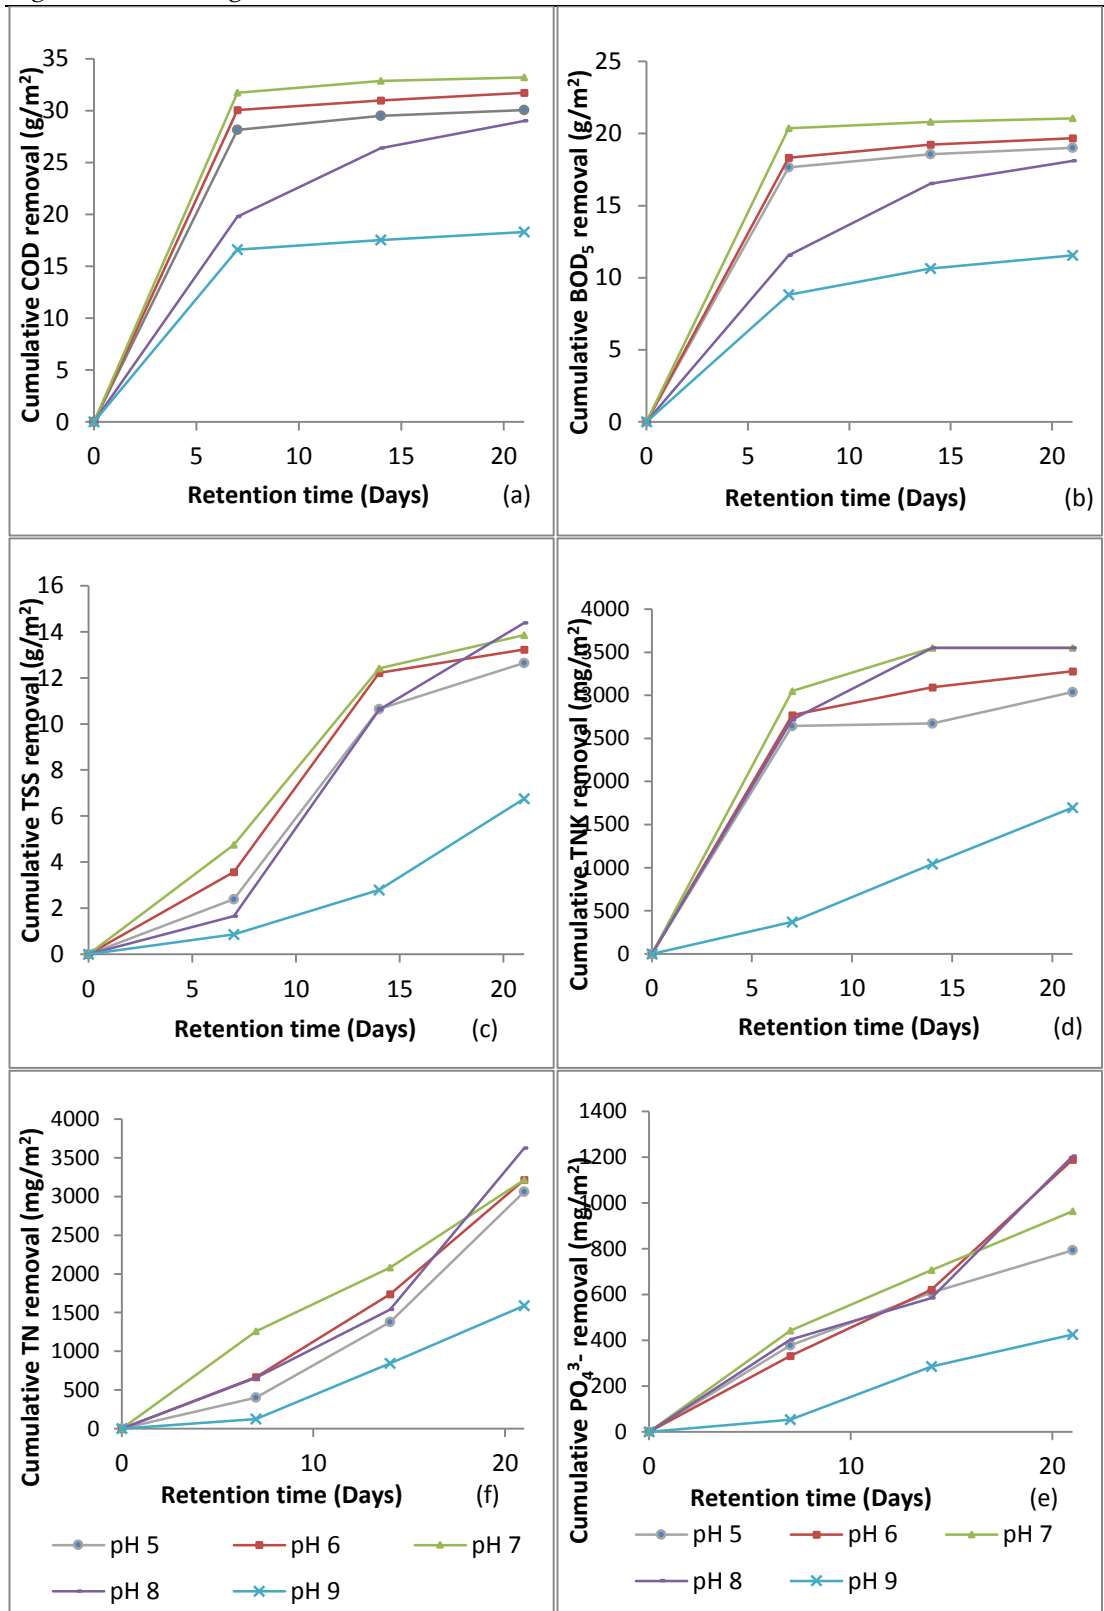 35
30
25
20
15
10
5
0
Cumulative COD removal (g/m²)
0 5 10 15 20
Retention time (Days) (a)
25
20
15
10
5
0
Cumulative BOD₅ removal (g/m²)
0 5 10 15 20
Retention time (Days) (b)
16
14
12
10
8
6
4
2
0
Cumulative TSS removal (g/m²)
0 5 10 15 20
Retention time (Days) (c)
4000
3500
3000
2500
2000
1500
1000
500
0
Cumulative TNK removal (mg/m²)
0 5 10 15 20
Retention time (Days) (d)
4000
3500
3000
2500
2000
1500
1000
500
0
Cumulative TN removal (mg/m²)
0 10 20
Retention time (Days) (f)
pH 5 pH 6 pH 7
pH 8 pH 9
1400
1200
1000
800
600
400
200
0
Cumulative PO₄³- removal (mg/m²)
0 10 20
Retention time (Days) (e)
pH 5 pH 6 pH 7
pH 8 pH 9